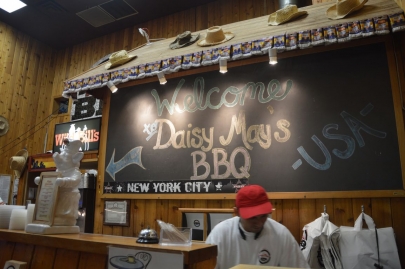 Welcome
to
Daisy May's
BBQ
-USA-
NEW YORK CITY
B